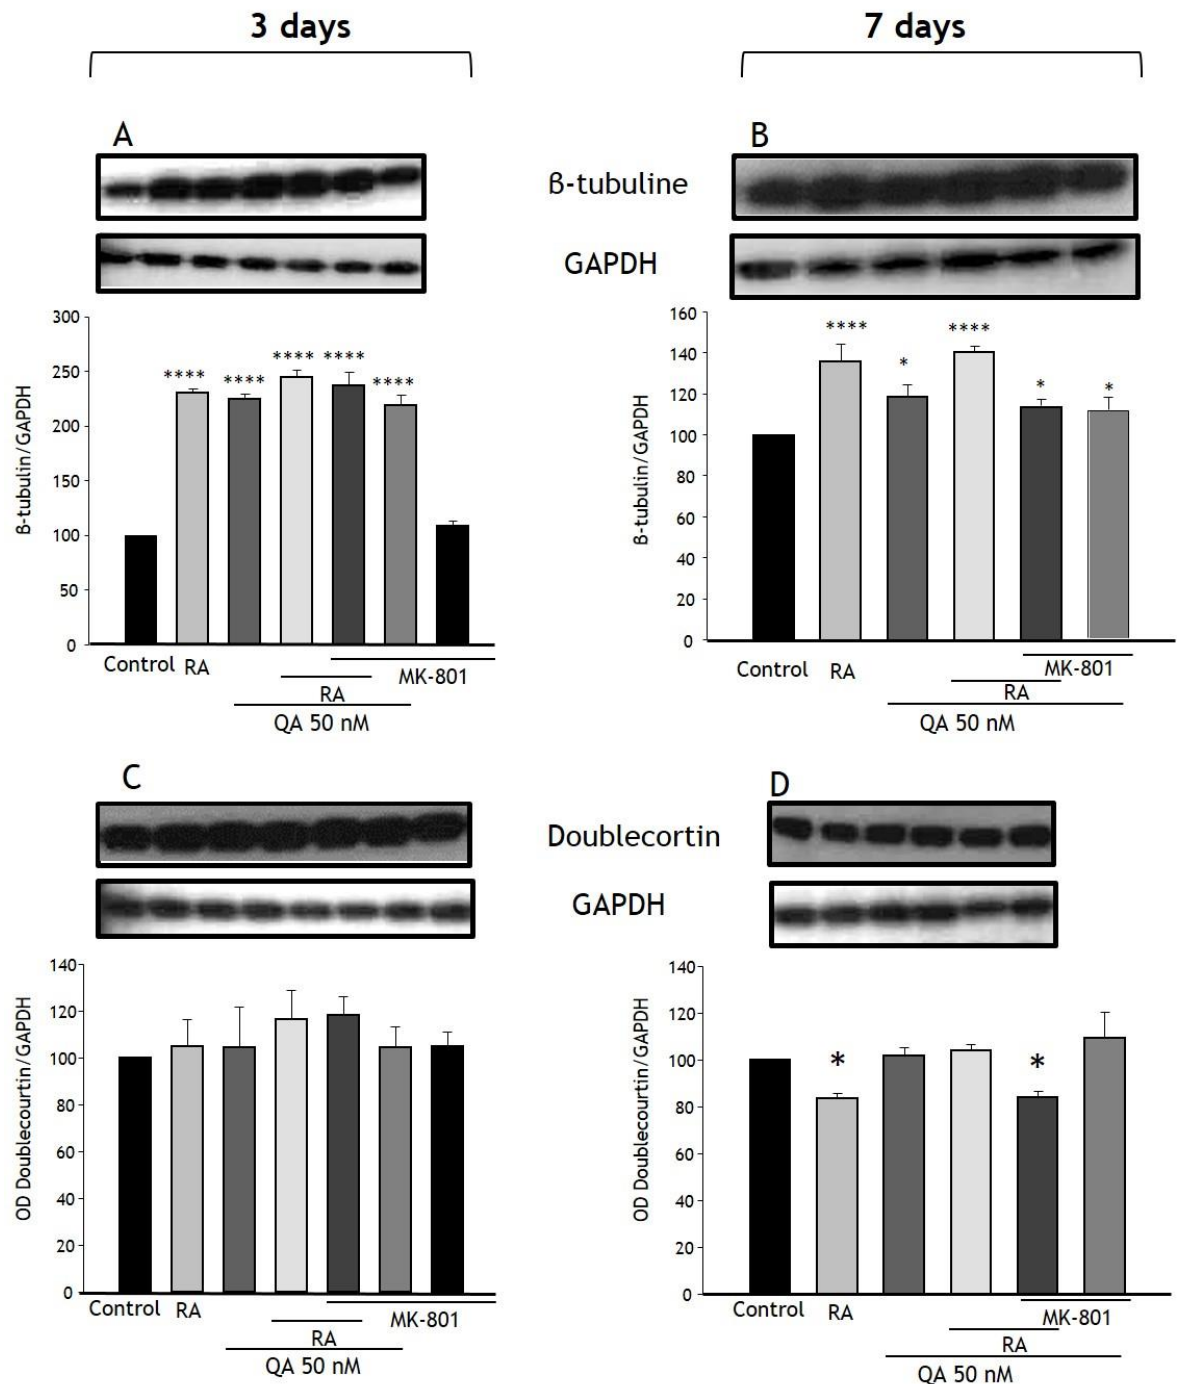 3 days
7 days
A
B
ß-tubuline
GAPDH
300
250
200
150
100
50
0
ß-tubulin/GAPDH
****
****
****
****
****
Control
RA
MK-801
RA
QA 50 nM
160
140
120
100
80
60
40
20
0
ß-tubulin/GAPDH
****
*
****
*
*
Control
RA
MK-801
RA
QA 50 nM
C
D
Doublecortin
GAPDH
140
120
100
80
60
40
20
0
OD Doublecourtin/GAPDH
Control
RA
MK-801
RA
QA 50 nM
140
120
100
80
60
40
20
0
OD Doublecourtin/GAPDH
*
*
Control
RA
MK-801
RA
QA 50 nM